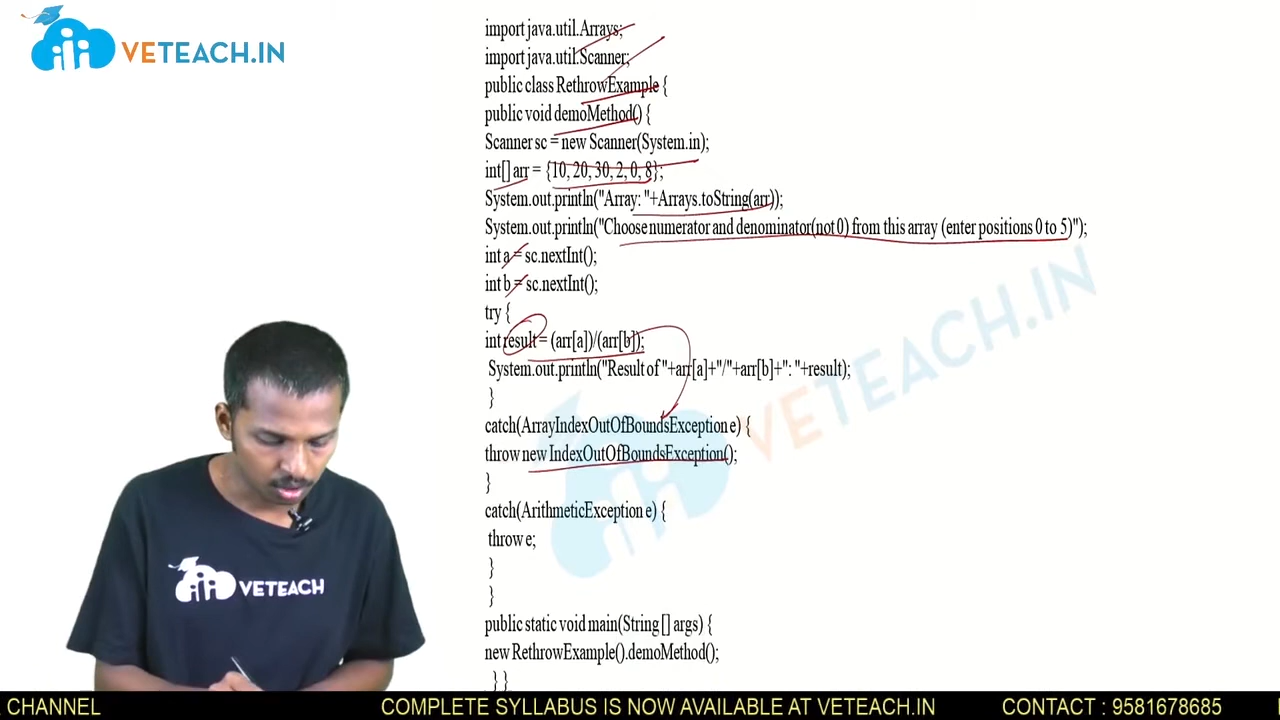 VETEACH.IN
import java.util.Arrays;
import java.util.Scanner;
public class RethrowExample {
public void demoMethod() {
Scanner sc = new Scanner(System.in);
int[] arr = {10, 20, 30, 2, 0, 8};
System.out.println("Array: "+Arrays.toString(arr));
System.out.println("Choose numerator and denominator(not 0) from this array (enter positions 0 to 5)");
int a = sc.nextInt();
int b = sc.nextInt();
try {
int result = (arr[a])/(arr[b]);
System.out.println("Result of "+arr[a]+"/"+arr[b]+": "+result);
}
catch(ArrayIndexOutOfBoundsException e) {
throw new IndexOutOfBoundsException();
}
catch(ArithmeticException e) {
throw e;
}
}
public static void main(String [] args) {
new RethrowExample().demoMethod();
} }
VETEACH.IN
VETEACH
CHANNEL COMPLETE SYLLABUS IS NOW AVAILABLE AT VETEACH.IN CONTACT : 9581678685